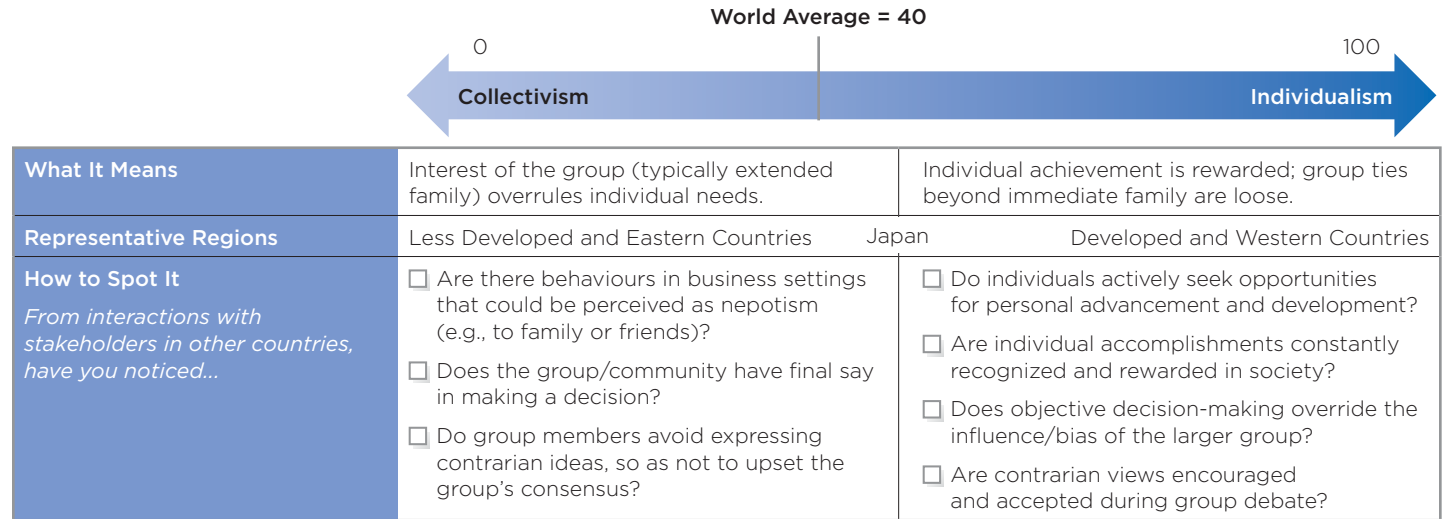 World Average = 40
0
100
Collectivism
Individualism
What It Means
Interest of the group (typically extended
family) overrules individual needs.
Individual achievement is rewarded; group ties
beyond immediate family are loose.
Representative Regions
Less Developed and Eastern Countries
Japan
Developed and Western Countries
How to Spot It
From interactions with
stakeholders in other countries,
have you noticed...
Are there behaviours in business settings
that could be perceived as nepotism
(e.g., to family or friends)?
Does the group/community have final say
in making a decision?
Do group members avoid expressing
contrarian ideas, so as not to upset the
group's consensus?
Do individuals actively seek opportunities
for personal advancement and development?
Are individual accomplishments constantly
recognized and rewarded in society?
Does objective decision-making override the
influence/bias of the larger group?
Are contrarian views encouraged
and accepted during group debate?